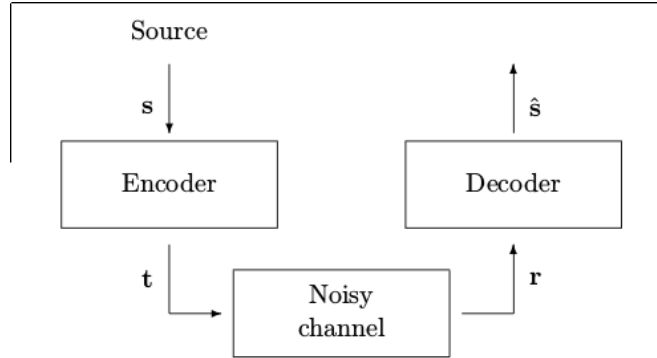 Source
s
ŝ
Encoder
Decoder
t
r
Noisy
channel